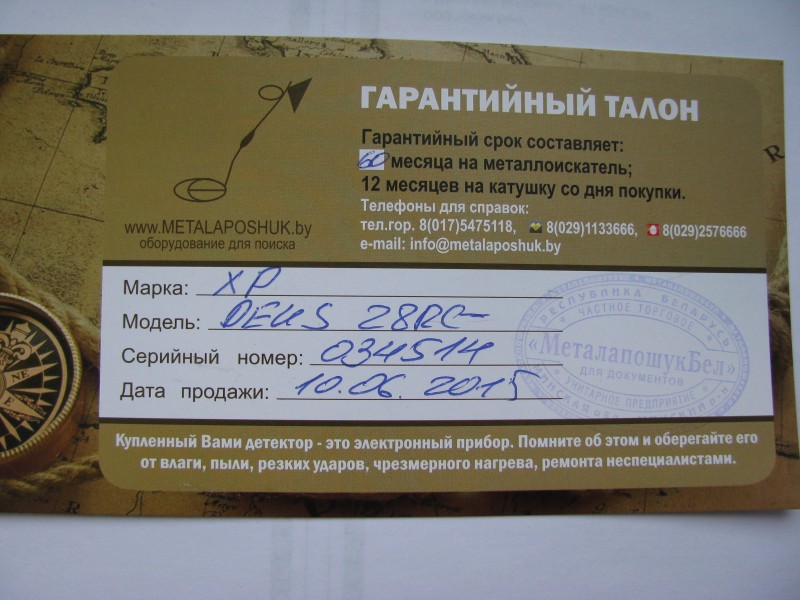 ГАРАНТИЙНЫЙ ТАЛОН
Гарантийный срок составляет:
60 месяца на металлоискатель;
12 месяцев на катушку со дня покупки.
Телефоны для справок:
тел.гор. 8(017)5475118, 8(029)1133666, 8(029)2576666
e-mail: info@metalaposhuk.by
www.METALAPOSHUK.by
оборудование для поиска
Марка: XP
Модель: DEUS 28RC
Серийный номер: 034514
Дата продажи: 10.06.2015
РЕСПУБЛИКА БЕЛАРУСЬ
ЧАСТНОЕ ТОРГОВОЕ
«МеталапошукБел»
ДЛЯ ДОКУМЕНТОВ
УНИТАРНОЕ ПРЕДПРИЯТИЕ
Купленный Вами детектор - это электронный прибор. Помните об этом и оберегайте его
от влаги, пыли, резких ударов, чрезмерного нагрева, ремонта неспециалистами.
R
R
NE
E